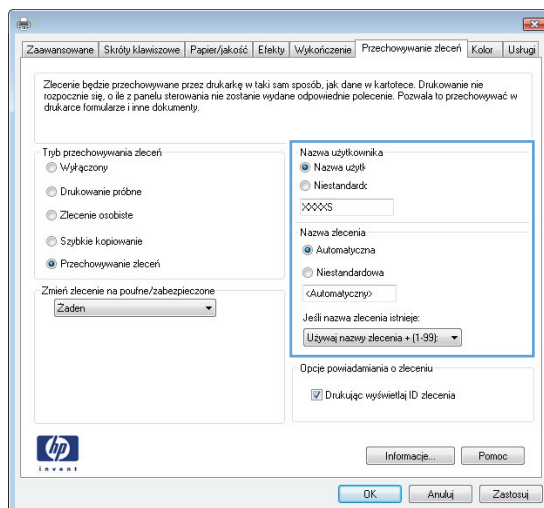 Zaawansowane Skróty klawiszowe Papier/jakość Efekty Wykończenie Przechowywanie zleceń Kolor Usługi
Zlecenie będzie przechowywane przez drukarkę w taki sam sposób, jak dane w kartotece. Drukowanie nie
rozpocznie się, o ile z panelu sterowania nie zostanie wydane odpowiednie polecenie. Pozwala to przechowywać w
drukarce formularze i inne dokumenty.
Tryb przechowywania zleceń
Wyłączony
Drukowanie próbne
Zlecenie osobiste
Szybkie kopiowanie
Przechowywanie zleceń
Zmień zlecenie na poufne/zabezpieczone
Żaden
Nazwa użytkownika
Nazwa użytk
Niestandardc
XXXXS
Nazwa zlecenia
Automatyczna
Niestandardowa
<Automatyczny>
Jeśli nazwa zlecenia istnieje:
Używaj nazwy zlecenia + (1-99):
Opcje powiadamiania o zleceniu
Drukując wyświetlaj ID zlecenia
hp
invent
Informacje... Pomoc
OK Anuluj Zastosuj